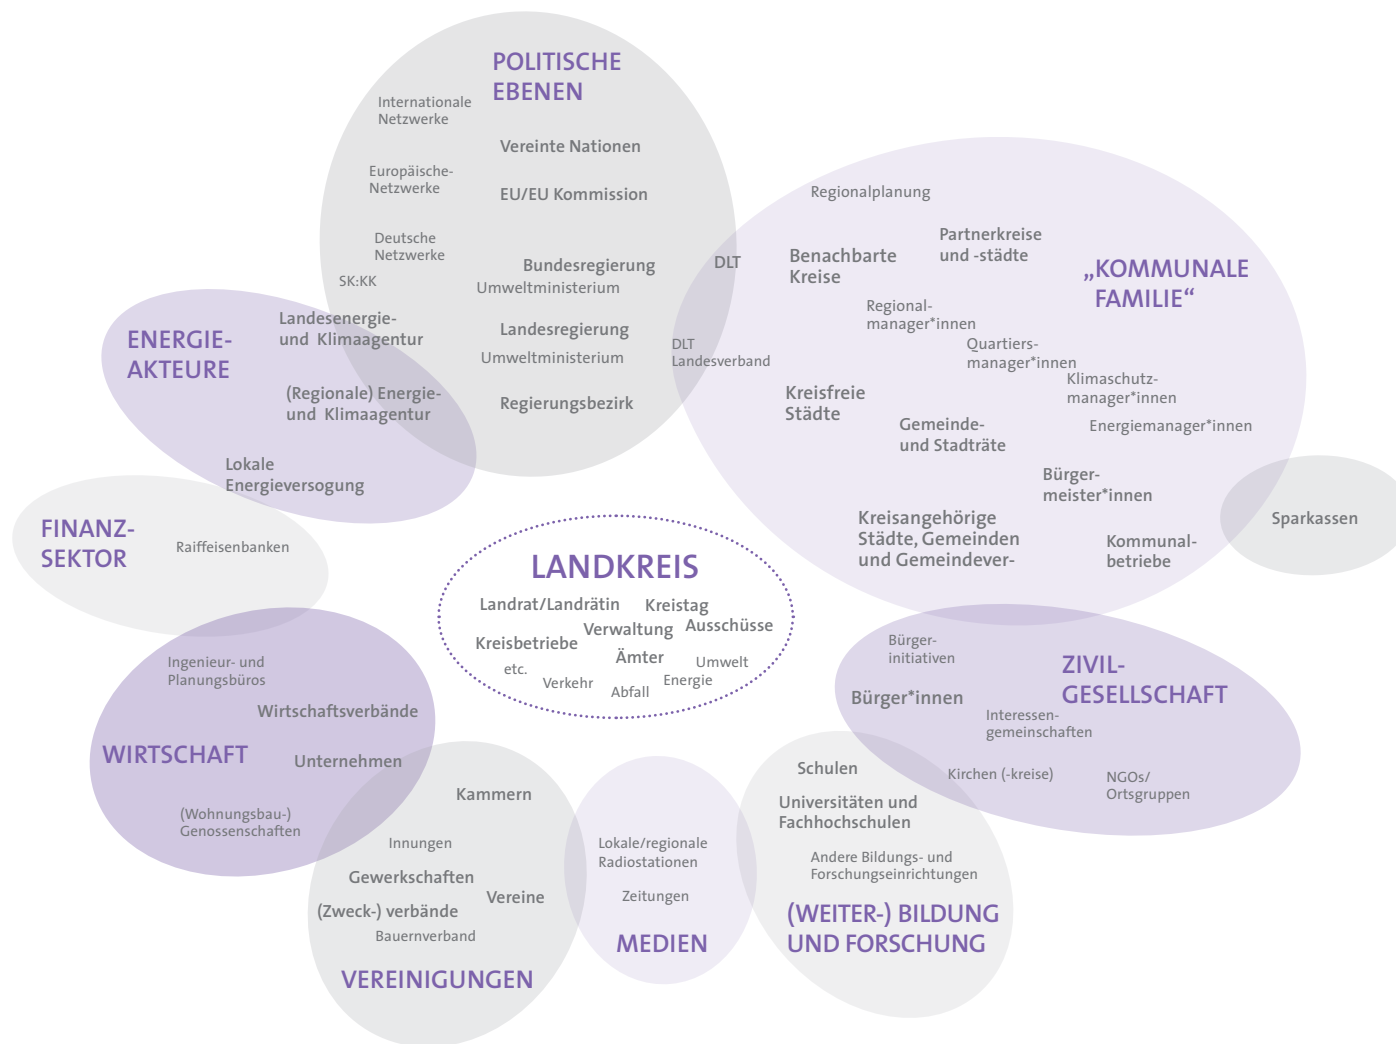 POLITISCHE
EBENEN
Internationale
Netzwerke
Vereinte Nationen
Europäische-
Netzwerke
EU/EU Kommission
Deutsche
Netzwerke
SK:KK
Bundesregierung
Umweltministerium
Landesregierung
Umweltministerium
Regierungsbezirk
DLT
DLT
Landesverband
„KOMMUNALE
FAMILIE“
Regionalplanung
Partnerkreise
und -städte
Benachbarte
Kreise
Regional-
manager*innen
Quartiers-
manager*innen
Klimaschutz-
manager*innen
Energiemanager*innen
Kreisfreie
Städte
Gemeinde-
und Stadträte
Bürger-
meister*innen
Kreisangehörige
Städte, Gemeinden
und Gemeindever-
Kommunal-
betriebe
Sparkassen
ENERGIE-
AKTEURE
Landesenergie-
und Klimaagentur
(Regionale) Energie-
und Klimaagentur
Lokale
Energieversogung
FINANZ-
SEKTOR
Raiffeisenbanken
LANDKREIS
Landrat/Landrätin
Kreistag
Verwaltung
Ausschüsse
Kreisbetriebe
Ämter
Umwelt
etc.
Verkehr
Abfall
Energie
WIRTSCHAFT
Ingenieur- und
Planungsbüros
Wirtschaftsverbände
Unternehmen
(Wohnungsbau-)
Genossenschaften
VEREINIGUNGEN
Kammern
Innungen
Gewerkschaften
Vereine
(Zweck-) verbände
Bauernverband
MEDIEN
Lokale/regionale
Radiostationen
Zeitungen
(WEITER-) BILDUNG
UND FORSCHUNG
Schulen
Universitäten und
Fachhochschulen
Andere Bildungs- und
Forschungseinrichtungen
ZIVIL-
GESELLSCHAFT
Bürger-
initiativen
Bürger*innen
Interessen-
gemeinschaften
Kirchen (-kreise)
NGOs/
Ortsgruppen